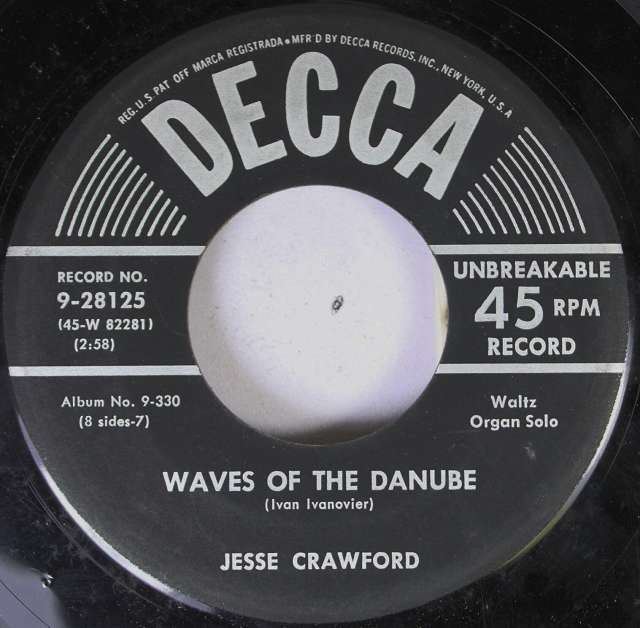 REG. U.S. PAT OFF MARCA REGISTRADA • MFR'D BY DECCA RECORDS, INC., NEW YORK, U.S.A
DECCA
RECORD NO.
9-28125
(45-W 82281)
(2:58)
UNBREAKABLE
45 RPM
RECORD
Album No. 9-330
(8 sides-7)
Waltz
Organ Solo
WAVES OF THE DANUBE
(Ivan Ivanovier)
JESSE CRAWFORD